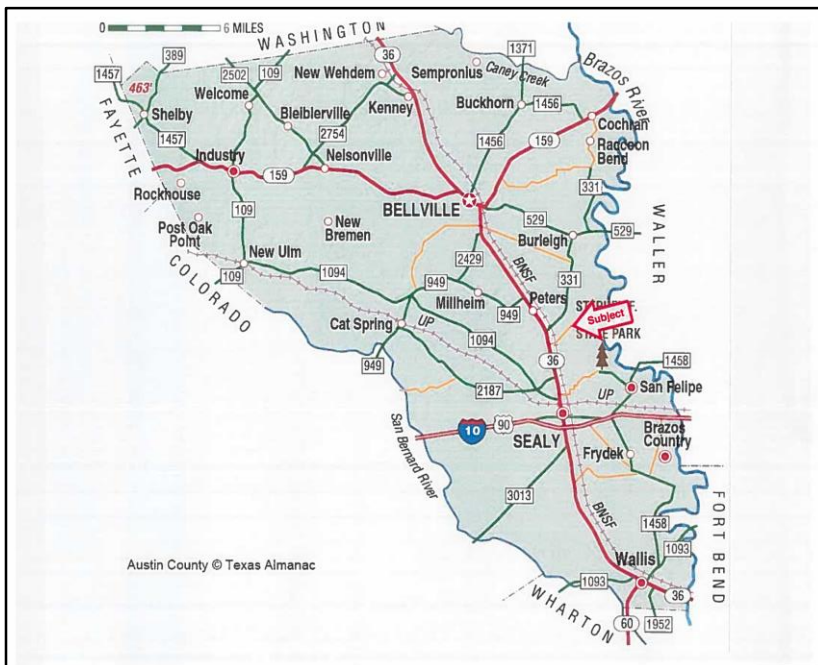 0 6 MILES
WASHINGTON
389
1457
463'
2502
109
36
New Wehdem
Sempronius
Caney Creek
1371
Brazos River
Shelby
Welcome
Bleiblerville
Kenney
Buckhorn
1456
FAYETTE
1457
2754
1456
159
Cochran
Raccoon
Bend
Industry
159
Nelsonville
Rockhouse
331
BELLVILLE
Post Oak
Point
109
New
Bremen
529
Burleigh
529
WALLER
New Ulm
2429
BNSF
109
1094
949
331
COLORADO
Millheim
949
Peters
Subject
STATE PARK
Cat Spring
UP
1094
36
1458
949
2187
UP
San Felipe
San Bernard River
10
90
SEALY
Brazos
Country
Frydek
3013
BNSF
1458
FORT BEND
1093
Wallis
Austin County © Texas Almanac
1093
36
WHARTON
60
1952